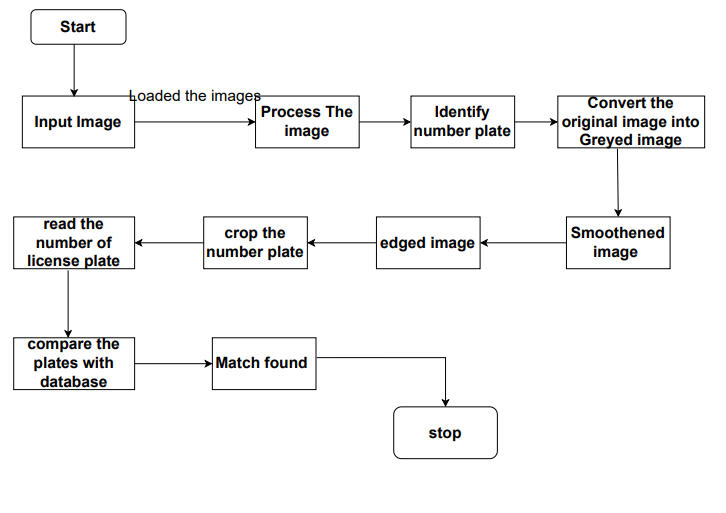 Start
Loaded the images
Input Image
Process The
image
Identify
number plate
Convert the
original image into
Greyed image
read the
number of
license plate
crop the
number plate
edged image
Smoothened
image
compare the
plates with
database
Match found
stop